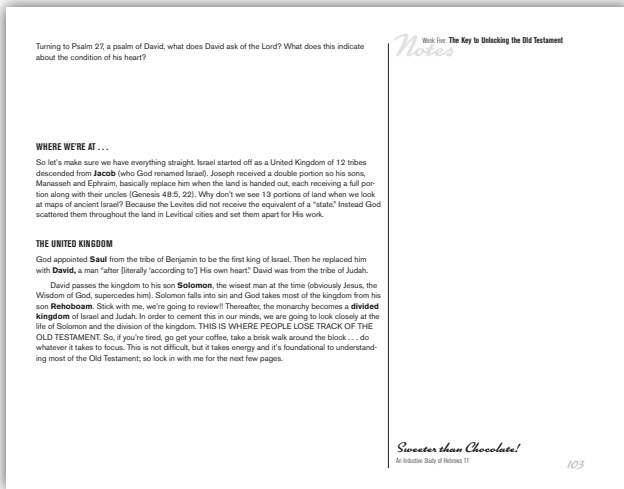 Turning to Psalm 27, a psalm of David, what does David ask of the Lord? What does this indicate
about the condition of his heart?
WHERE WE'RE AT . . .
So let's make sure we have everything straight. Israel started off as a United Kingdom of 12 tribes
descended from Jacob (who God renamed Israel). Joseph received a double portion so his sons,
Manasseh and Ephraim, basically replace him when the land is handed out, each receiving a full por-
tion along with their uncles (Genesis 48:5, 22). Why don't we see 13 portions of land when we look
at maps of ancient Israel? Because the Levites did not receive the equivalent of a "state." Instead God
scattered them throughout the land in Levitical cities and set them apart for His work.
THE UNITED KINGDOM
God appointed Saul from the tribe of Benjamin to be the first king of Israel. Then he replaced him
with David, a man "after [literally 'according to'] His own heart." David was from the tribe of Judah.
David passes the kingdom to his son Solomon, the wisest man at the time (obviously Jesus, the
Wisdom of God, supercedes him). Solomon falls into sin and God takes most of the kingdom from his
son Rehoboam. Stick with me, we're going to review!! Thereafter, the monarchy becomes a divided
kingdom of Israel and Judah. In order to cement this in our minds, we are going to look closely at the
life of Solomon and the division of the kingdom. THIS IS WHERE PEOPLE LOSE TRACK OF THE
OLD TESTAMENT. So, if you're tired, go get your coffee, take a brisk walk around the block . . . do
whatever it takes to focus. This is not difficult, but it takes energy and it's foundational to understand-
ing most of the Old Testament; so lock in with me for the next few pages.
Week Five: The Key to Unlocking the Old Testament
Notes
Sweeter than Chocolate!
An Inductive Study of Hebrews 11
103